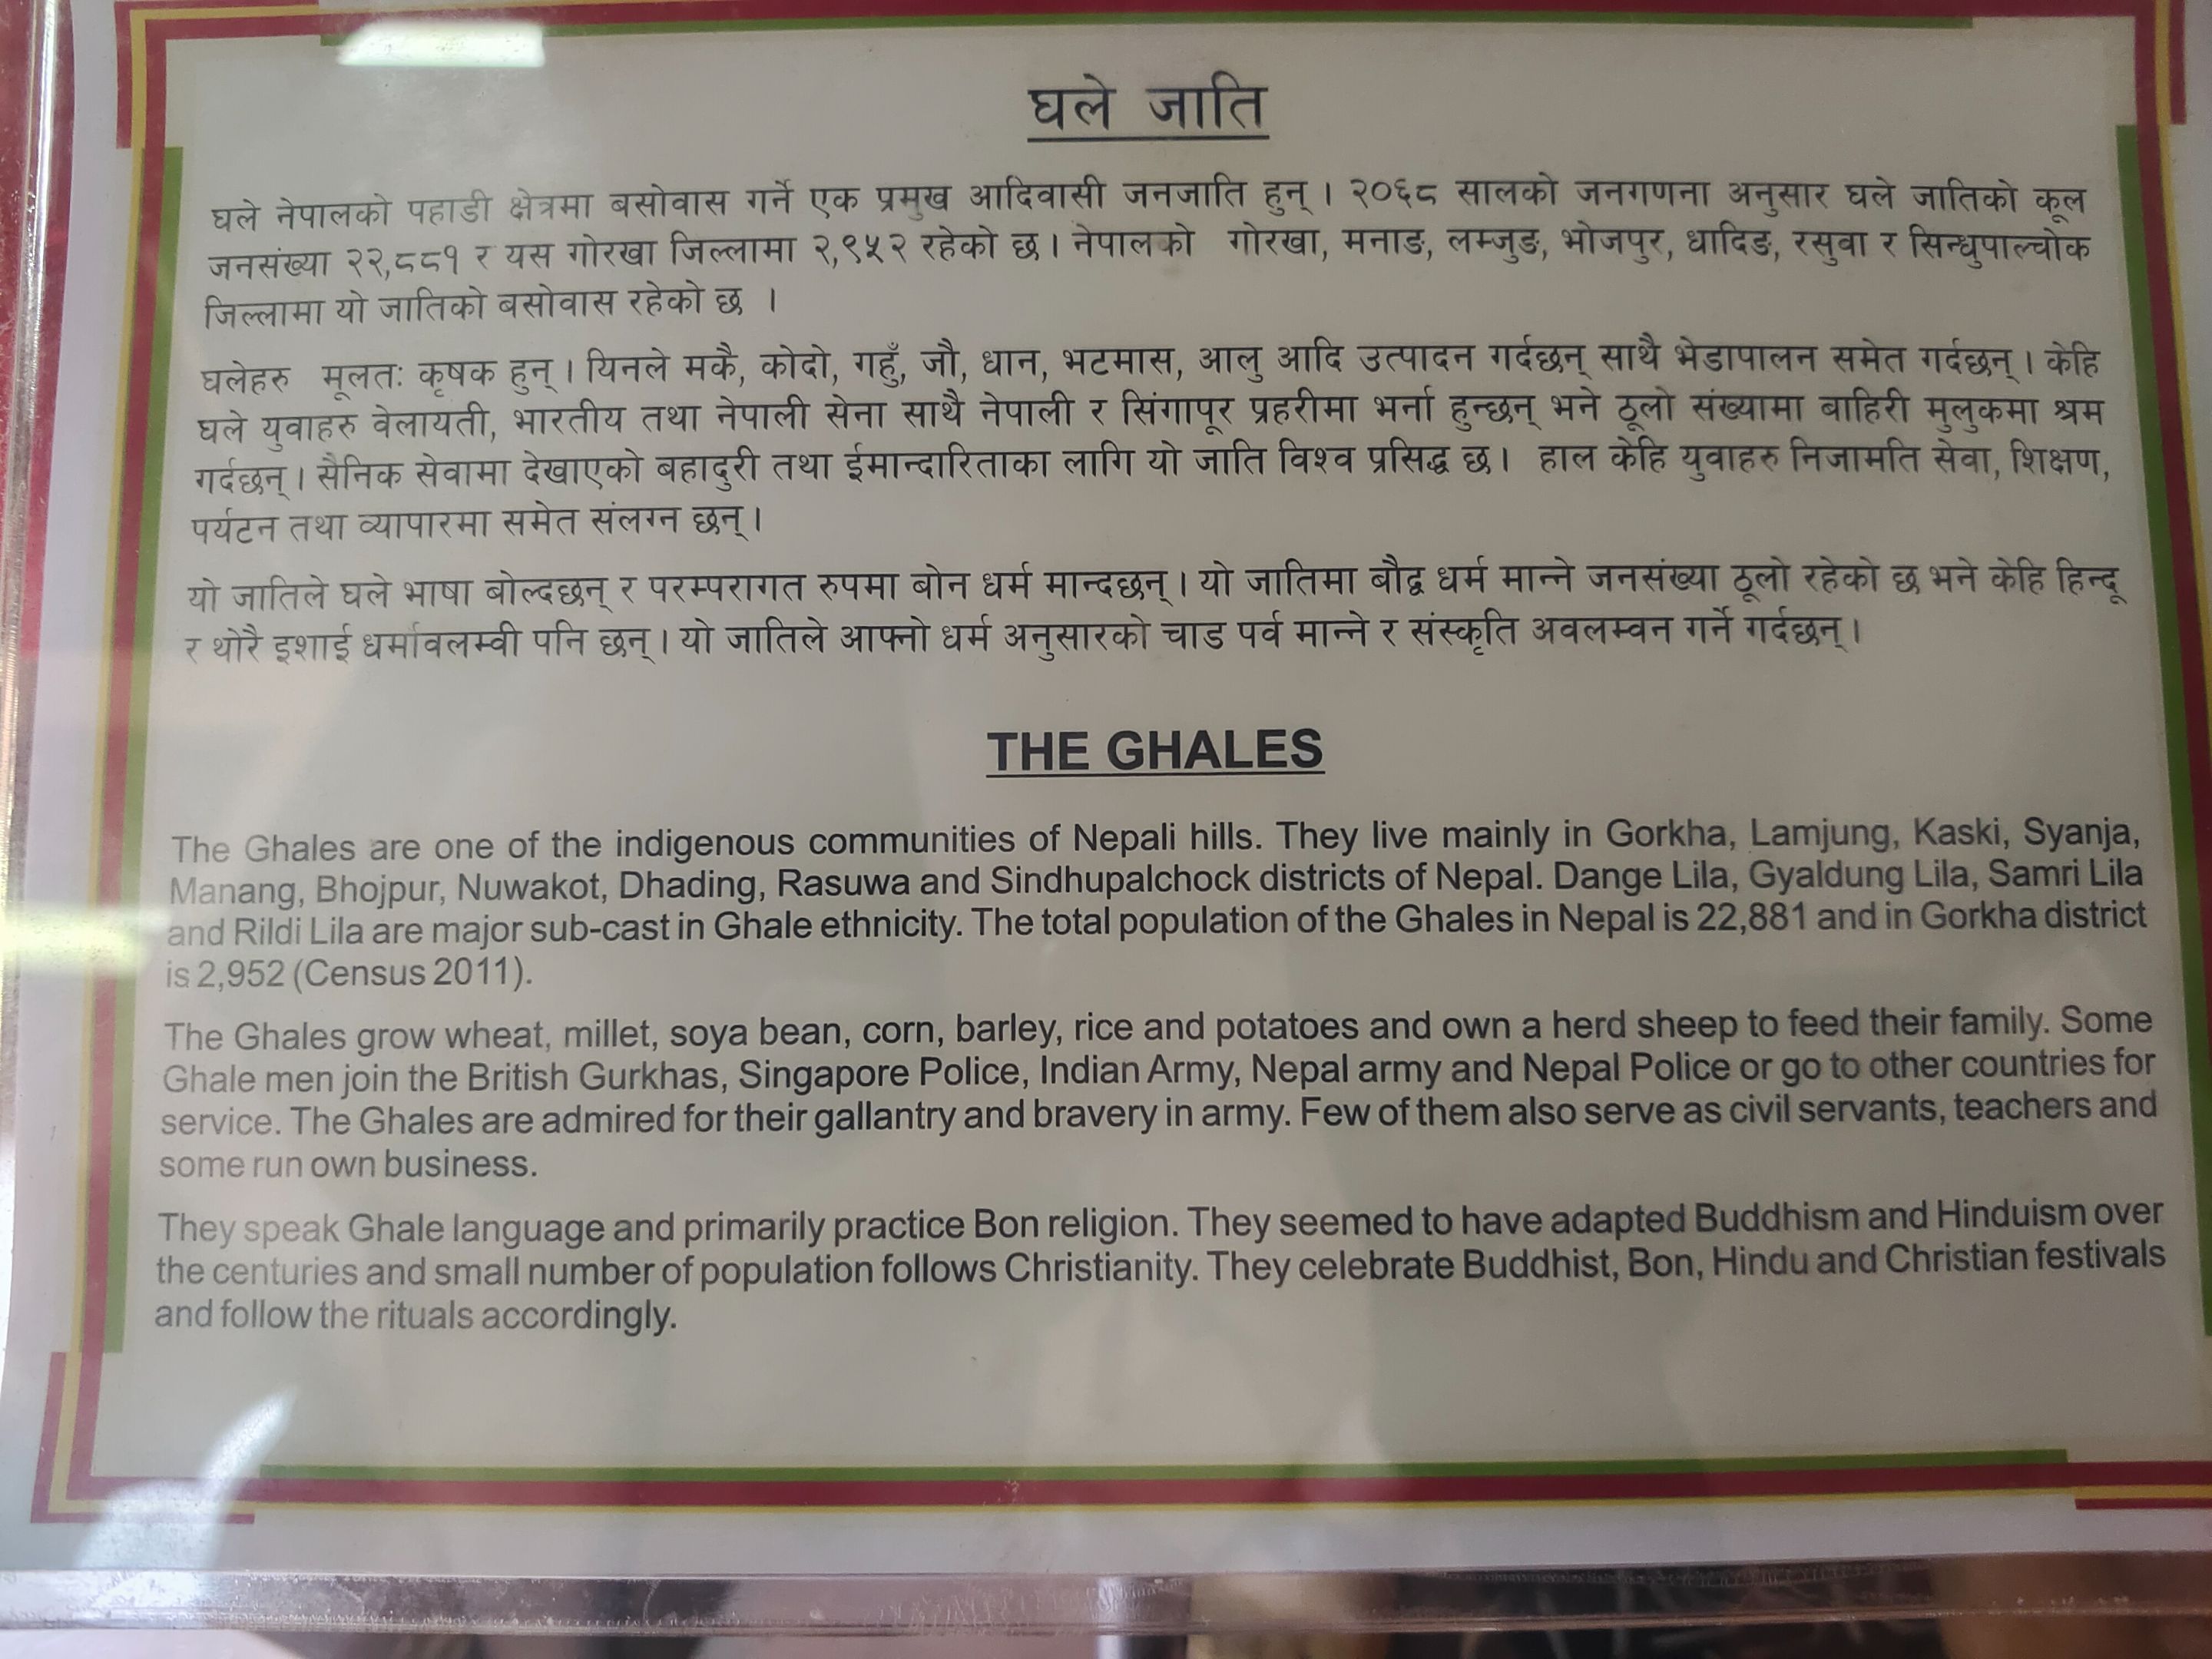 घले जाति
घले नेपालको पहाडी क्षेत्रमा बसोवास गर्ने एक प्रमुख आदिवासी जनजाति हुन् । २०६८ सालको जनगणना अनुसार घले जातिको कूल
जनसंख्या २२,८८१ र यस गोरखा जिल्लामा २,९५२ रहेको छ । नेपालको गोरखा, मनाङ, लम्जुङ, भोजपुर, धादिङ, रसुवा र सिन्धुपाल्चोक
जिल्लामा यो जातिको बसोवास रहेको छ ।
घलेहरु मूलतः कृषक हुन् । यिनले मकै, कोदो, गहुँ, जौ, धान, भटमास, आलु आदि उत्पादन गर्दछन् साथै भेडापालन समेत गर्दछन् । केहि
घले युवाहरु वेलायती, भारतीय तथा नेपाली सेना साथै नेपाली र सिंगापूर प्रहरीमा भर्ना हुन्छन् भने ठूलो संख्यामा बाहिरी मुलुकमा श्रम
गर्दछन् । सैनिक सेवामा देखाएको बहादुरी तथा ईमान्दारिताका लागि यो जाति विश्व प्रसिद्ध छ । हाल केहि युवाहरु निजामति सेवा, शिक्षण,
पर्यटन तथा व्यापारमा समेत संलग्न छन् ।
यो जातिले घले भाषा बोल्दछन् र परम्परागत रुपमा बोन धर्म मान्दछन् । यो जातिमा बौद्व धर्म मान्ने जनसंख्या ठूलो रहेको छ भने केहि हिन्दू
र थोरै इशाई धर्मावलम्वी पनि छन् । यो जातिले आफ्नो धर्म अनुसारको चाड पर्व मान्ने र संस्कृति अवलम्वन गर्ने गर्दछन् ।
THE GHALES
The Ghales are one of the indigenous communities of Nepali hills. They live mainly in Gorkha, Lamjung, Kaski, Syanja,
Manang, Bhojpur, Nuwakot, Dhading, Rasuwa and Sindhupalchock districts of Nepal. Dange Lila, Gyaldung Lila, Samri Lila
and Rildi Lila are major sub-cast in Ghale ethnicity. The total population of the Ghales in Nepal is 22,881 and in Gorkha district
is 2,952 (Census 2011).
The Ghales grow wheat, millet, soya bean, corn, barley, rice and potatoes and own a herd sheep to feed their family. Some
Ghale men join the British Gurkhas, Singapore Police, Indian Army, Nepal army and Nepal Police or go to other countries for
service. The Ghales are admired for their gallantry and bravery in army. Few of them also serve as civil servants, teachers and
some run own business.
They speak Ghale language and primarily practice Bon religion. They seemed to have adapted Buddhism and Hinduism over
the centuries and small number of population follows Christianity. They celebrate Buddhist, Bon, Hindu and Christian festivals
and follow the rituals accordingly.